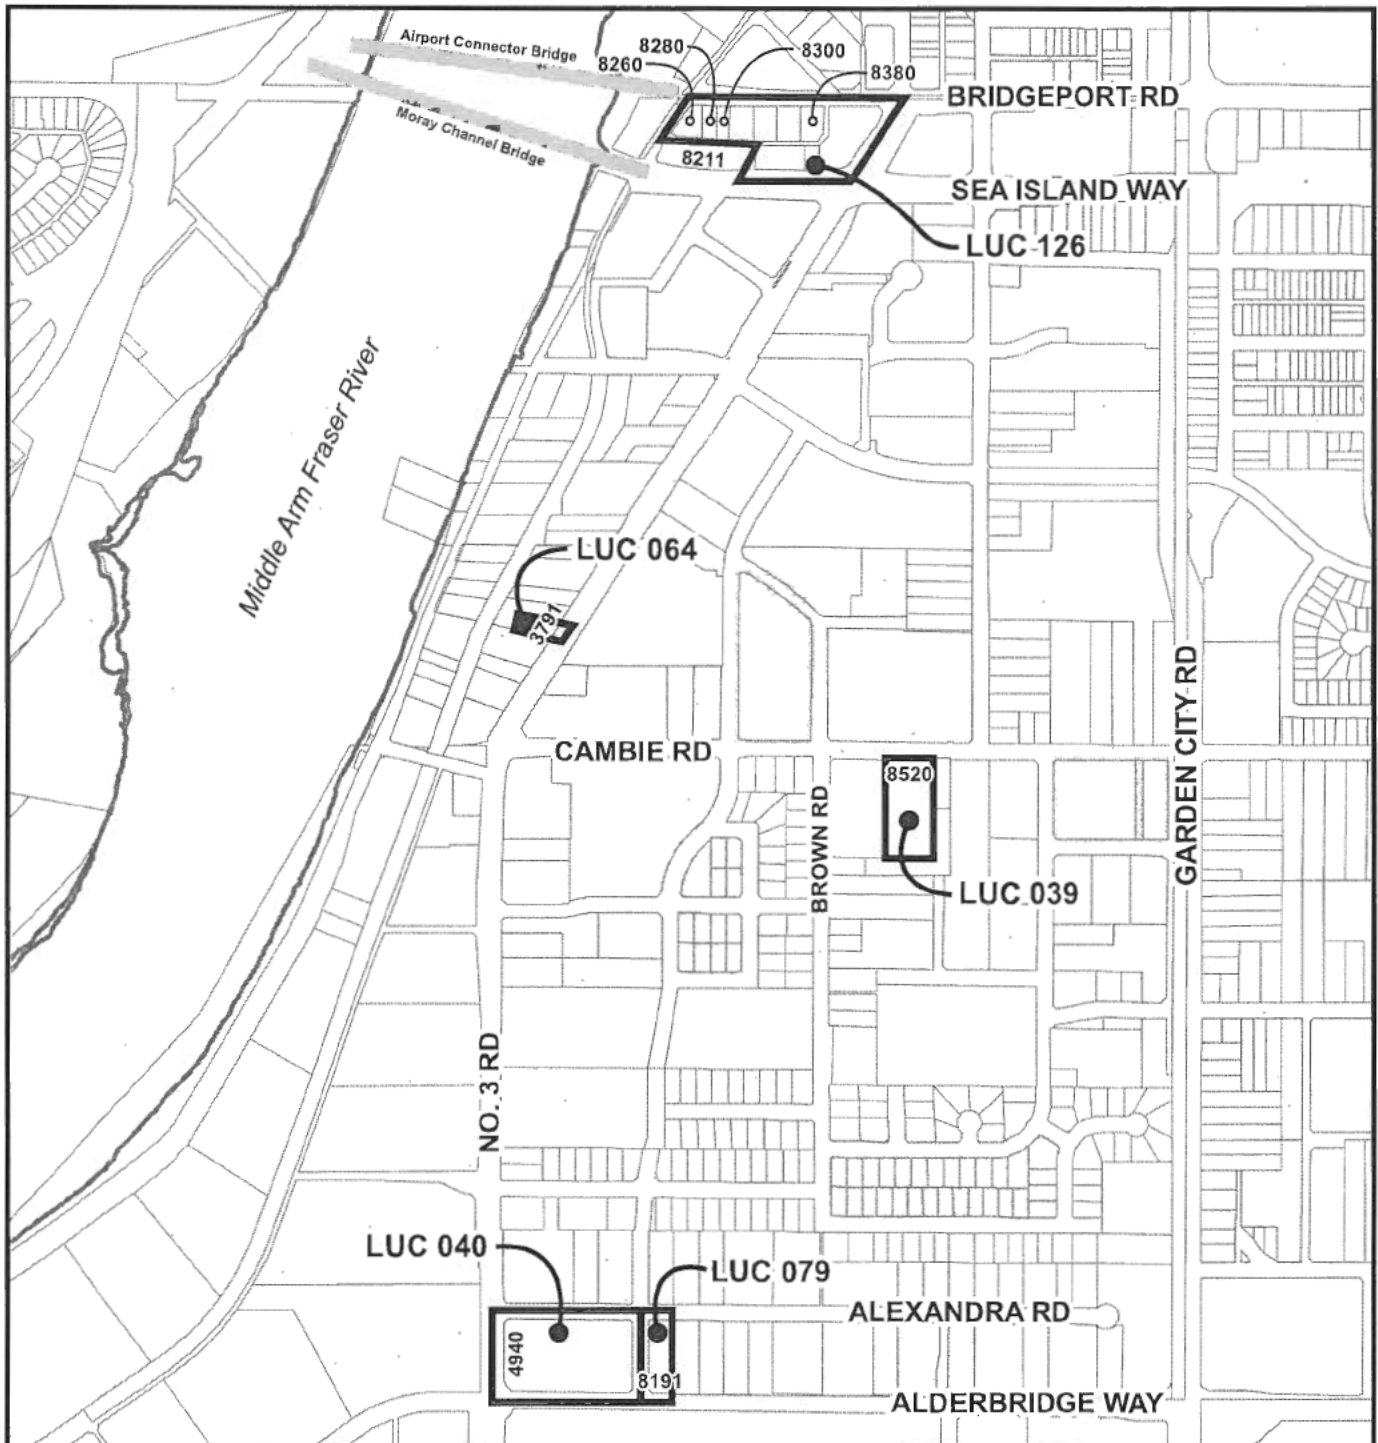 Airport Connector Bridge
8280
8300
8260
8380
BRIDGEPORT RD
Moray Channel Bridge
8211
SEA ISLAND WAY
LUC 126
Middle Arm Fraser River
LUC 064
3791
CAMBIE RD
8520
GARDEN CITY RD
BROWN RD
LUC 039
NO. 3 RD
LUC 040
LUC 079
ALEXANDRA RD
4940
8191
ALDERBRIDGE WAY